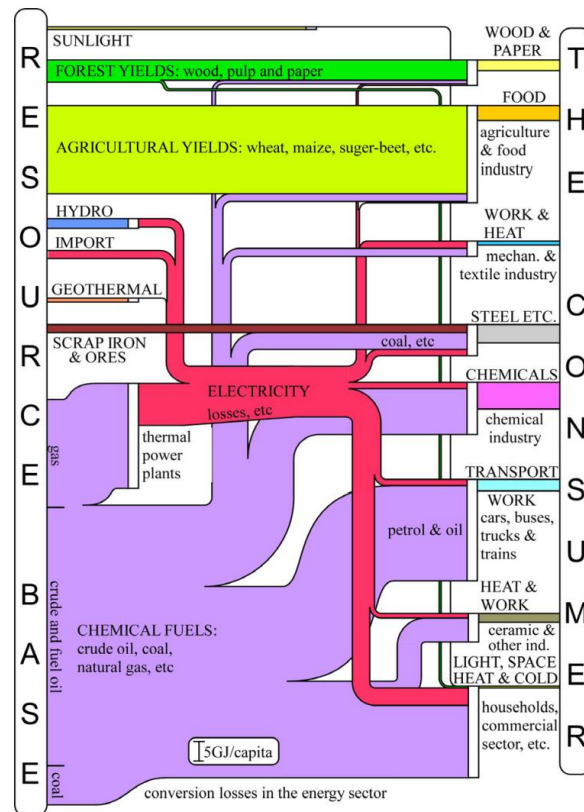 RESOURCE BASE
SUNLIGHT
FOREST YIELDS: wood, pulp and paper
AGRICULTURAL YIELDS: wheat, maize, suger-beet, etc.
HYDRO
IMPORT
GEOTHERMAL
SCRAP IRON
& ORES
coal, etc
ELECTRICITY
losses, etc
gas
thermal
power
plants
petrol & oil
crude and fuel oil
CHEMICAL FUELS:
crude oil, coal,
natural gas, etc
5GJ/capita
coal
conversion losses in the energy sector
WOOD &
PAPER
FOOD
agriculture
& food
industry
WORK &
HEAT
mechan. &
textile industry
STEEL ETC.
CHEMICALS
chemical
industry
TRANSPORT
WORK
cars, buses,
trucks &
trains
HEAT &
WORK
ceramic &
other ind.
LIGHT, SPACE
HEAT & COLD
households,
commercial
sector, etc.
THE CONSUMER